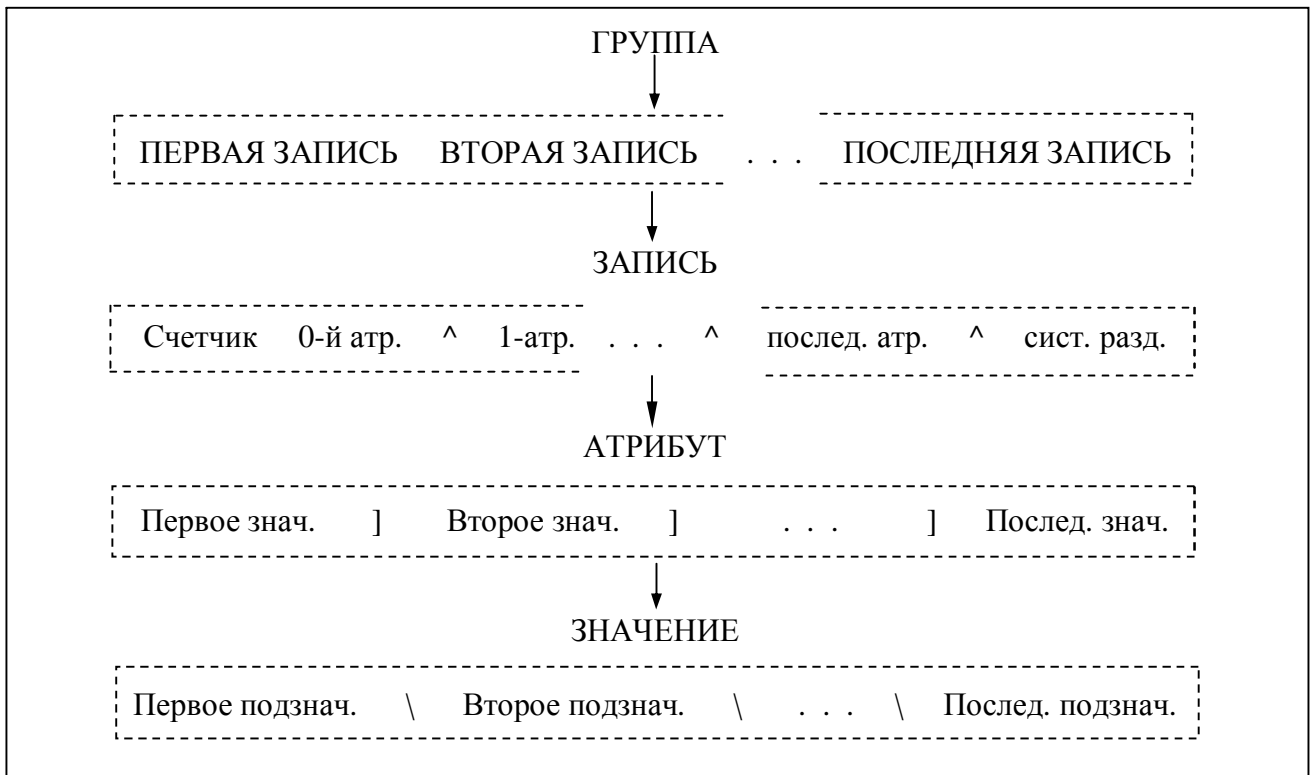 ГРУППА
ПЕРВАЯ ЗАПИСЬ ВТОРАЯ ЗАПИСЬ . . . ПОСЛЕДНЯЯ ЗАПИСЬ
ЗАПИСЬ
Счетчик 0-й атр. ^ 1-атр. . . . ^ послед. атр. ^ сист. разд.
АТРИБУТ
Первое знач. ] Второе знач. ] . . . ] Послед. знач.
ЗНАЧЕНИЕ
Первое подзнач. \ Второе подзнач. \ . . . \ Послед. подзнач.